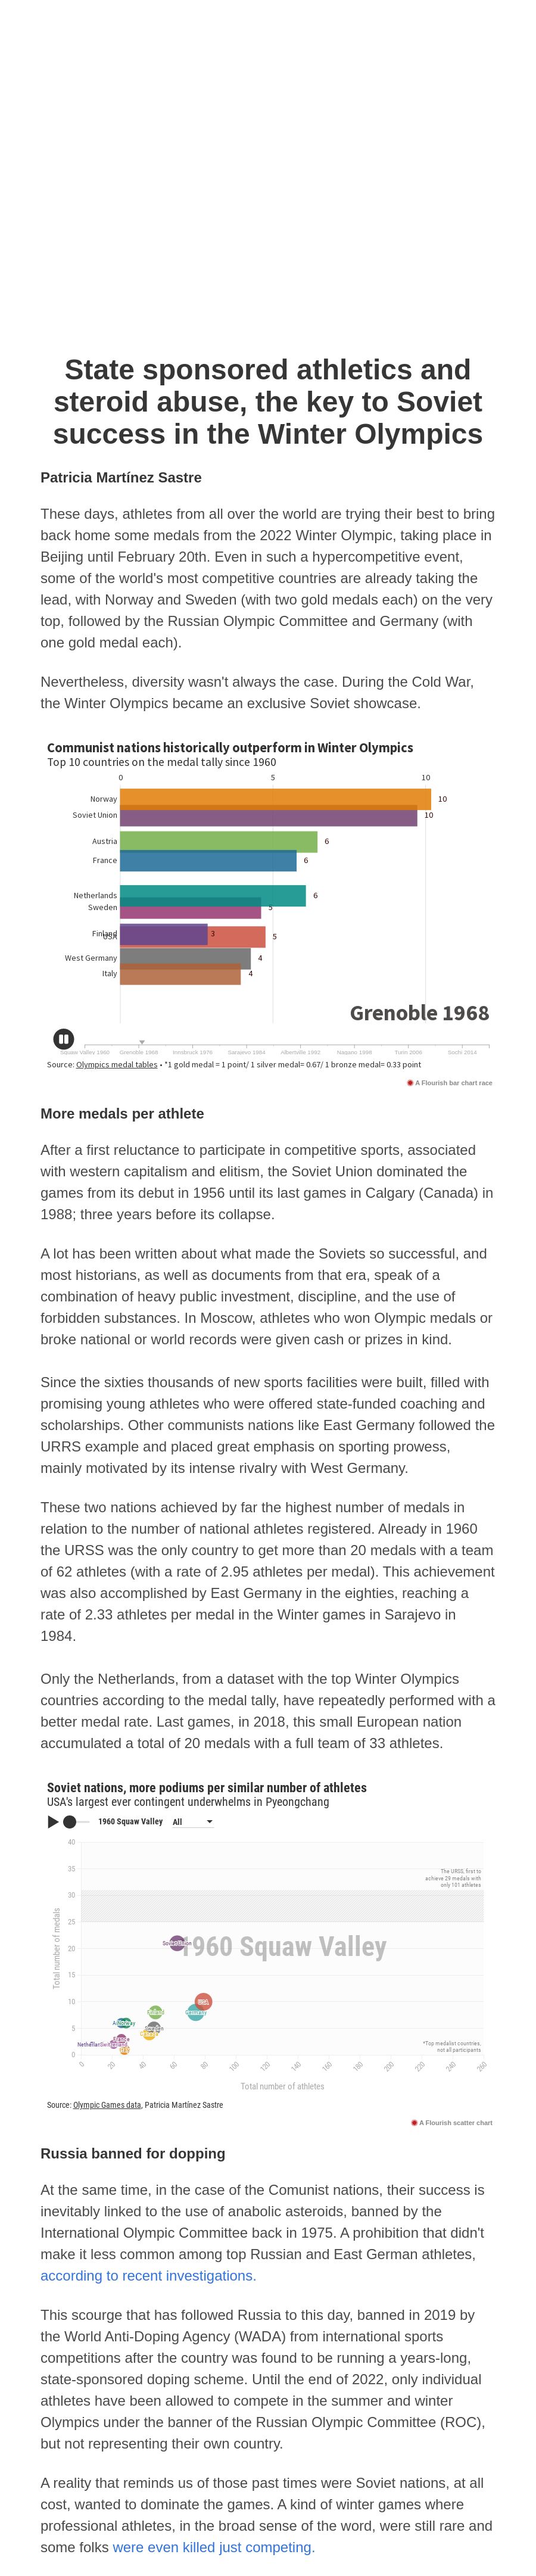 State sponsored athletics and
steroid abuse, the key to Soviet
success in the Winter Olympics
Patricia Martínez Sastre
These days, athletes from all over the world are trying their best to bring
back home some medals from the 2022 Winter Olympic, taking place in
Beijing until February 20th. Even in such a hypercompetitive event,
some of the world's most competitive countries are already taking the
lead, with Norway and Sweden (with two gold medals each) on the very
top, followed by the Russian Olympic Committee and Germany (with
one gold medal each).
Nevertheless, diversity wasn't always the case. During the Cold War,
the Winter Olympics became an exclusive Soviet showcase.
Communist nations historically outperform in Winter Olympics
Top 10 countries on the medal tally since 1960
0 5 10
Norway 10
Soviet Union 10
Austria 6
France 6
Netherlands 6
Sweden 5
Finland 3
USA 5
West Germany 4
Italy 4
Grenoble 1968
Squaw Valley 1960 Grenoble 1968 Innsbruck 1976 Sarajevo 1984 Albertville 1992 Nagano 1998 Turin 2006 Sochi 2014
Source: Olympics medal tables • *1 gold medal = 1 point/ 1 silver medal= 0.67/ 1 bronze medal= 0.33 point
A Flourish bar chart race
More medals per athlete
After a first reluctance to participate in competitive sports, associated
with western capitalism and elitism, the Soviet Union dominated the
games from its debut in 1956 until its last games in Calgary (Canada) in
1988; three years before its collapse.
A lot has been written about what made the Soviets so successful, and
most historians, as well as documents from that era, speak of a
combination of heavy public investment, discipline, and the use of
forbidden substances. In Moscow, athletes who won Olympic medals or
broke national or world records were given cash or prizes in kind.
Since the sixties thousands of new sports facilities were built, filled with
promising young athletes who were offered state-funded coaching and
scholarships. Other communists nations like East Germany followed the
URRS example and placed great emphasis on sporting prowess,
mainly motivated by its intense rivalry with West Germany.
These two nations achieved by far the highest number of medals in
relation to the number of national athletes registered. Already in 1960
the URSS was the only country to get more than 20 medals with a team
of 62 athletes (with a rate of 2.95 athletes per medal). This achievement
was also accomplished by East Germany in the eighties, reaching a
rate of 2.33 athletes per medal in the Winter games in Sarajevo in
1984.
Only the Netherlands, from a dataset with the top Winter Olympics
countries according to the medal tally, have repeatedly performed with a
better medal rate. Last games, in 2018, this small European nation
accumulated a total of 20 medals with a full team of 33 athletes.
Soviet nations, more podiums per similar number of athletes
USA's largest ever contingent underwhelms in Pyeongchang
1960 Squaw Valley All
40
35
The URSS, first to
achieve 29 medals with
only 101 athletes
30
25
Soviet Union
1960 Squaw Valley
20
15
10
USA
Germany
5
*Top medalist countries,
not all participants
0
Total number of medals
0 20 40 60 80 100 120 140 160 180 200 220 240 260
Total number of athletes
Source: Olympic Games data, Patricia Martínez Sastre
A Flourish scatter chart
Russia banned for dopping
At the same time, in the case of the Comunist nations, their success is
inevitably linked to the use of anabolic asteroids, banned by the
International Olympic Committee back in 1975. A prohibition that didn't
make it less common among top Russian and East German athletes,
according to recent investigations.
This scourge that has followed Russia to this day, banned in 2019 by
the World Anti-Doping Agency (WADA) from international sports
competitions after the country was found to be running a years-long,
state-sponsored doping scheme. Until the end of 2022, only individual
athletes have been allowed to compete in the summer and winter
Olympics under the banner of the Russian Olympic Committee (ROC),
but not representing their own country.
A reality that reminds us of those past times were Soviet nations, at all
cost, wanted to dominate the games. A kind of winter games where
professional athletes, in the broad sense of the word, were still rare and
some folks were even killed just competing.